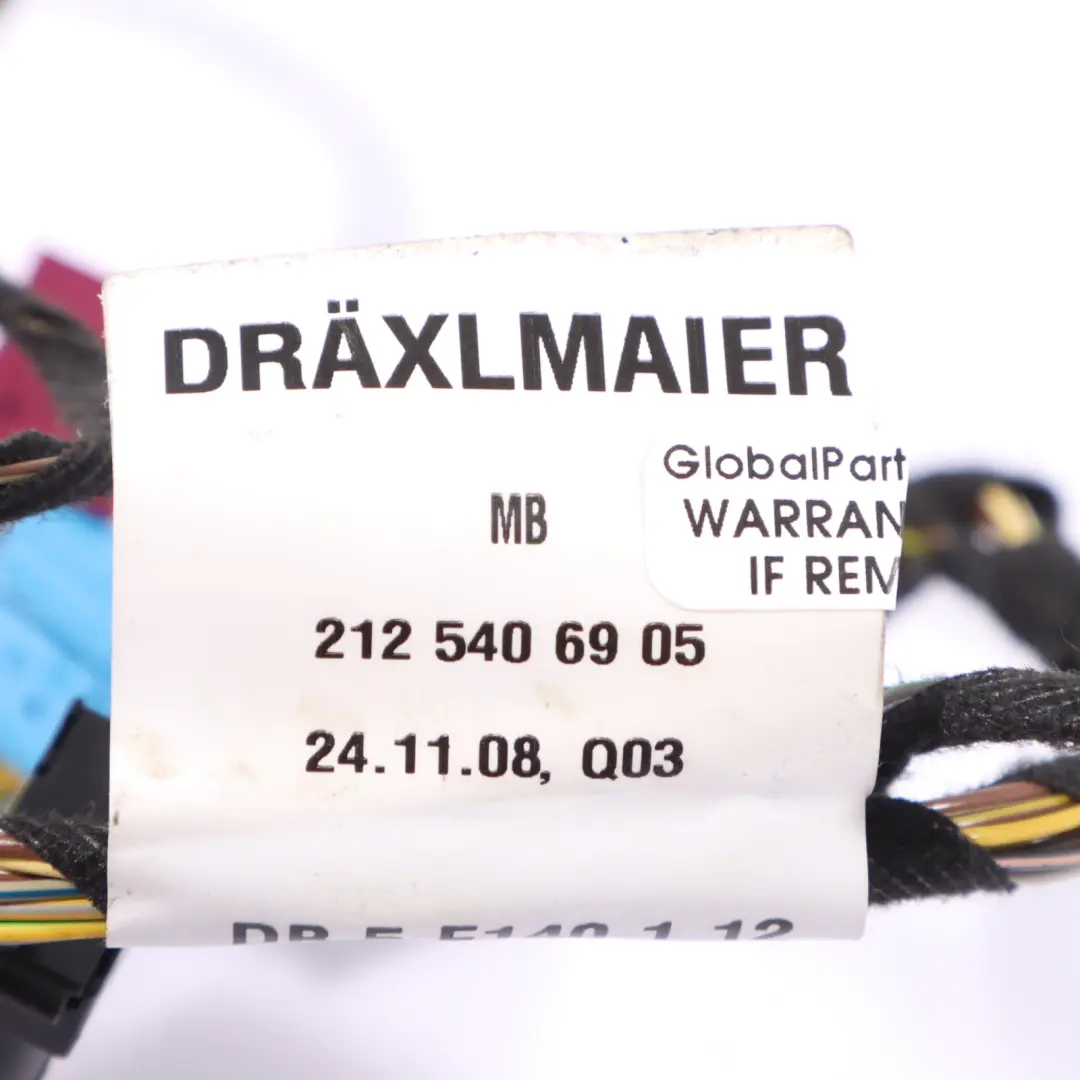 DRÄXLMAIER
GlobalPart
MB
WARRAN
IF REM
212 540 69 05
24.11.08, Q03